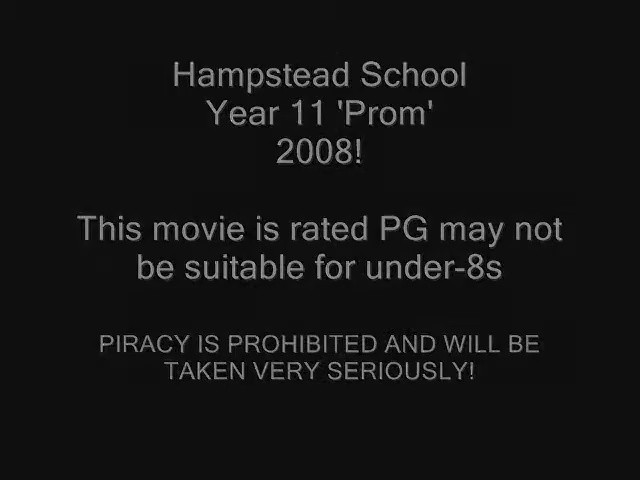 Hampstead School
Year 11 'Prom'
2008!
This movie is rated PG may not
be suitable for under-8s
PIRACY IS PROHIBITED AND WILL BE
TAKEN VERY SERIOUSLY!